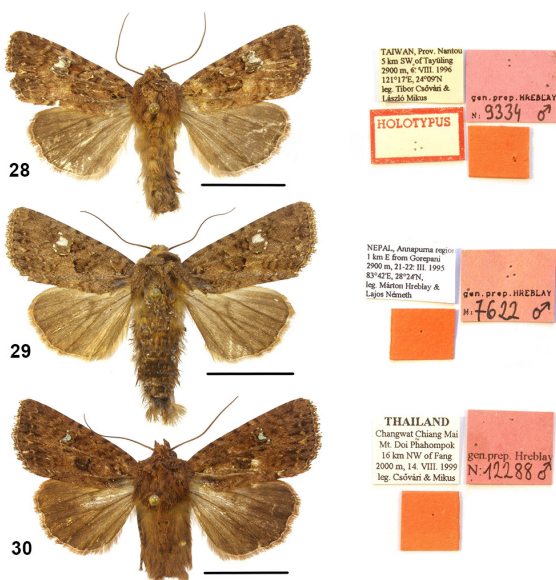 28
TAIWAN, Prov. Nantou
5 km SW of Tayüling
2900 m, 6. VIII. 1996
121°17'E, 24°09'N
leg. Tibor Csővári &
László Mikus
gen.prep. HREBLAY
N: 9334 ♂
HOLOTYPUS
29
NEPAL, Annapurna region
1 km E from Gorepani
2900 m, 21-22. III. 1995
83°42'E, 28°24'N,
leg. Márton Hreblay &
Lajos Németh
gen.prep. HREBLAY
N: 7622 ♂
30
THAILAND
Changwat Chiang Mai
Mt. Doi Phahompok
16 km NW of Fang
2000 m, 14. VIII. 1999
leg. Csővári & Mikus
gen.prep. Hreblay
N: 12288 ♂